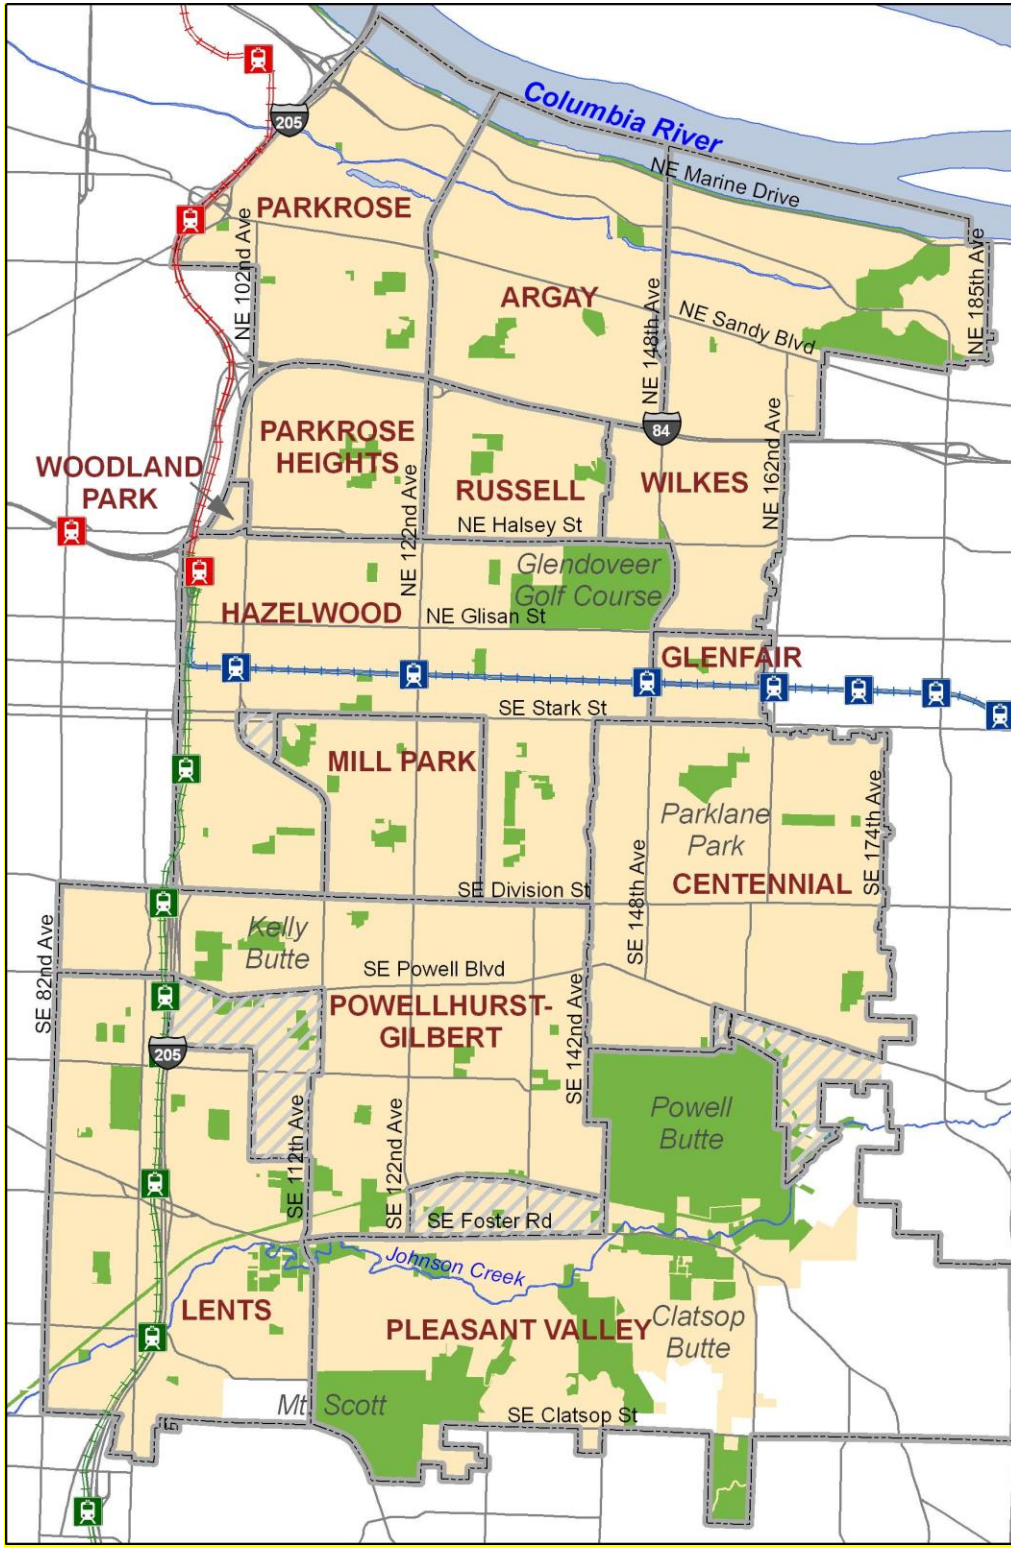 205
Columbia River
NE Marine Drive
PARKROSE
NE 102nd Ave
ARGAY
NE 148th Ave
NE Sandy Blvd
NE 185th Ave
PARKROSE
HEIGHTS
84
WOODLAND
PARK
NE 122nd Ave
RUSSELL
WILKES
NE 162nd Ave
NE Halsey St
Glendoveer
Golf Course
HAZELWOOD
NE Glisan St
GLENFAIR
SE Stark St
MILL PARK
Parklane
Park
SE 174th Ave
SE 148th Ave
CENTENNIAL
SE Division St
SE 82nd Ave
Kelly
Butte
SE Powell Blvd
POWELLHURST-
GILBERT
SE 142nd Ave
205
Powell
Butte
SE 112th Ave
SE 122nd Ave
SE Foster Rd
Johnson Creek
LENTS
PLEASANT VALLEY
Clatsop
Butte
Mt. Scott
SE Clatsop St